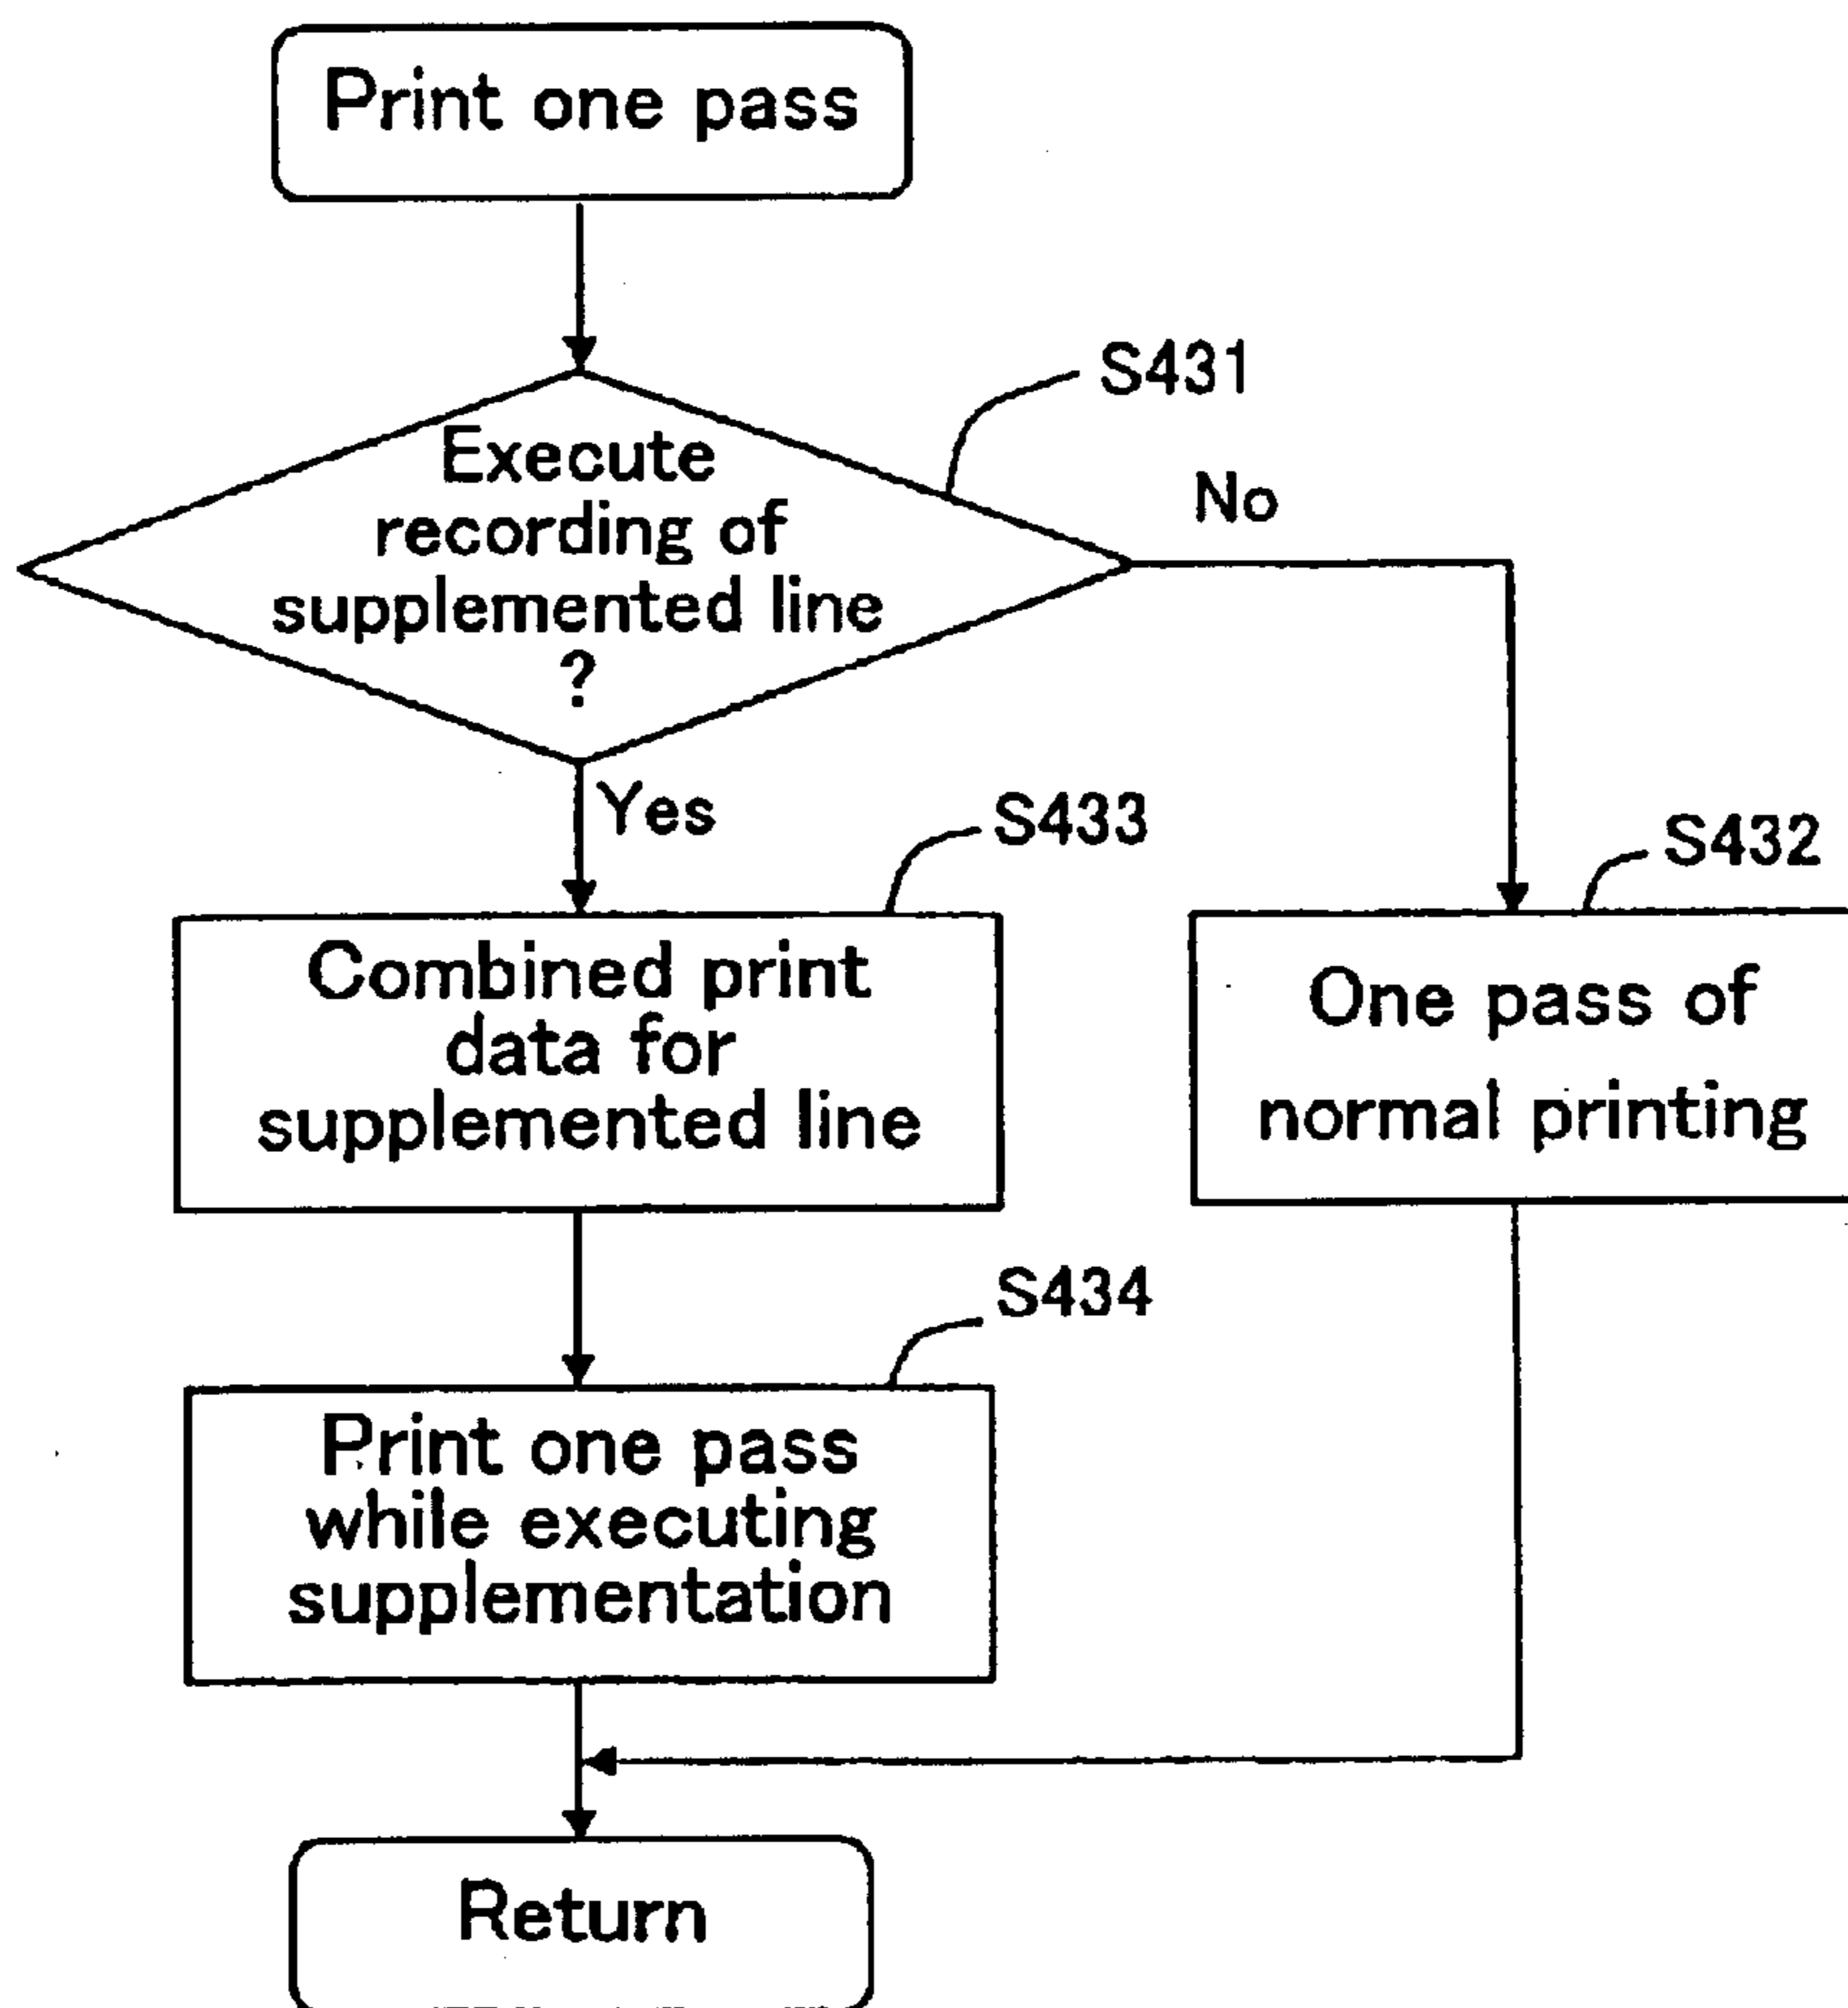 Print one pass
S431
Execute
recording of
supplemented line
?
No
Yes
S433
S432
Combined print
data for
supplemented line
One pass of
normal printing
S434
Print one pass
while executing
supplementation
Return